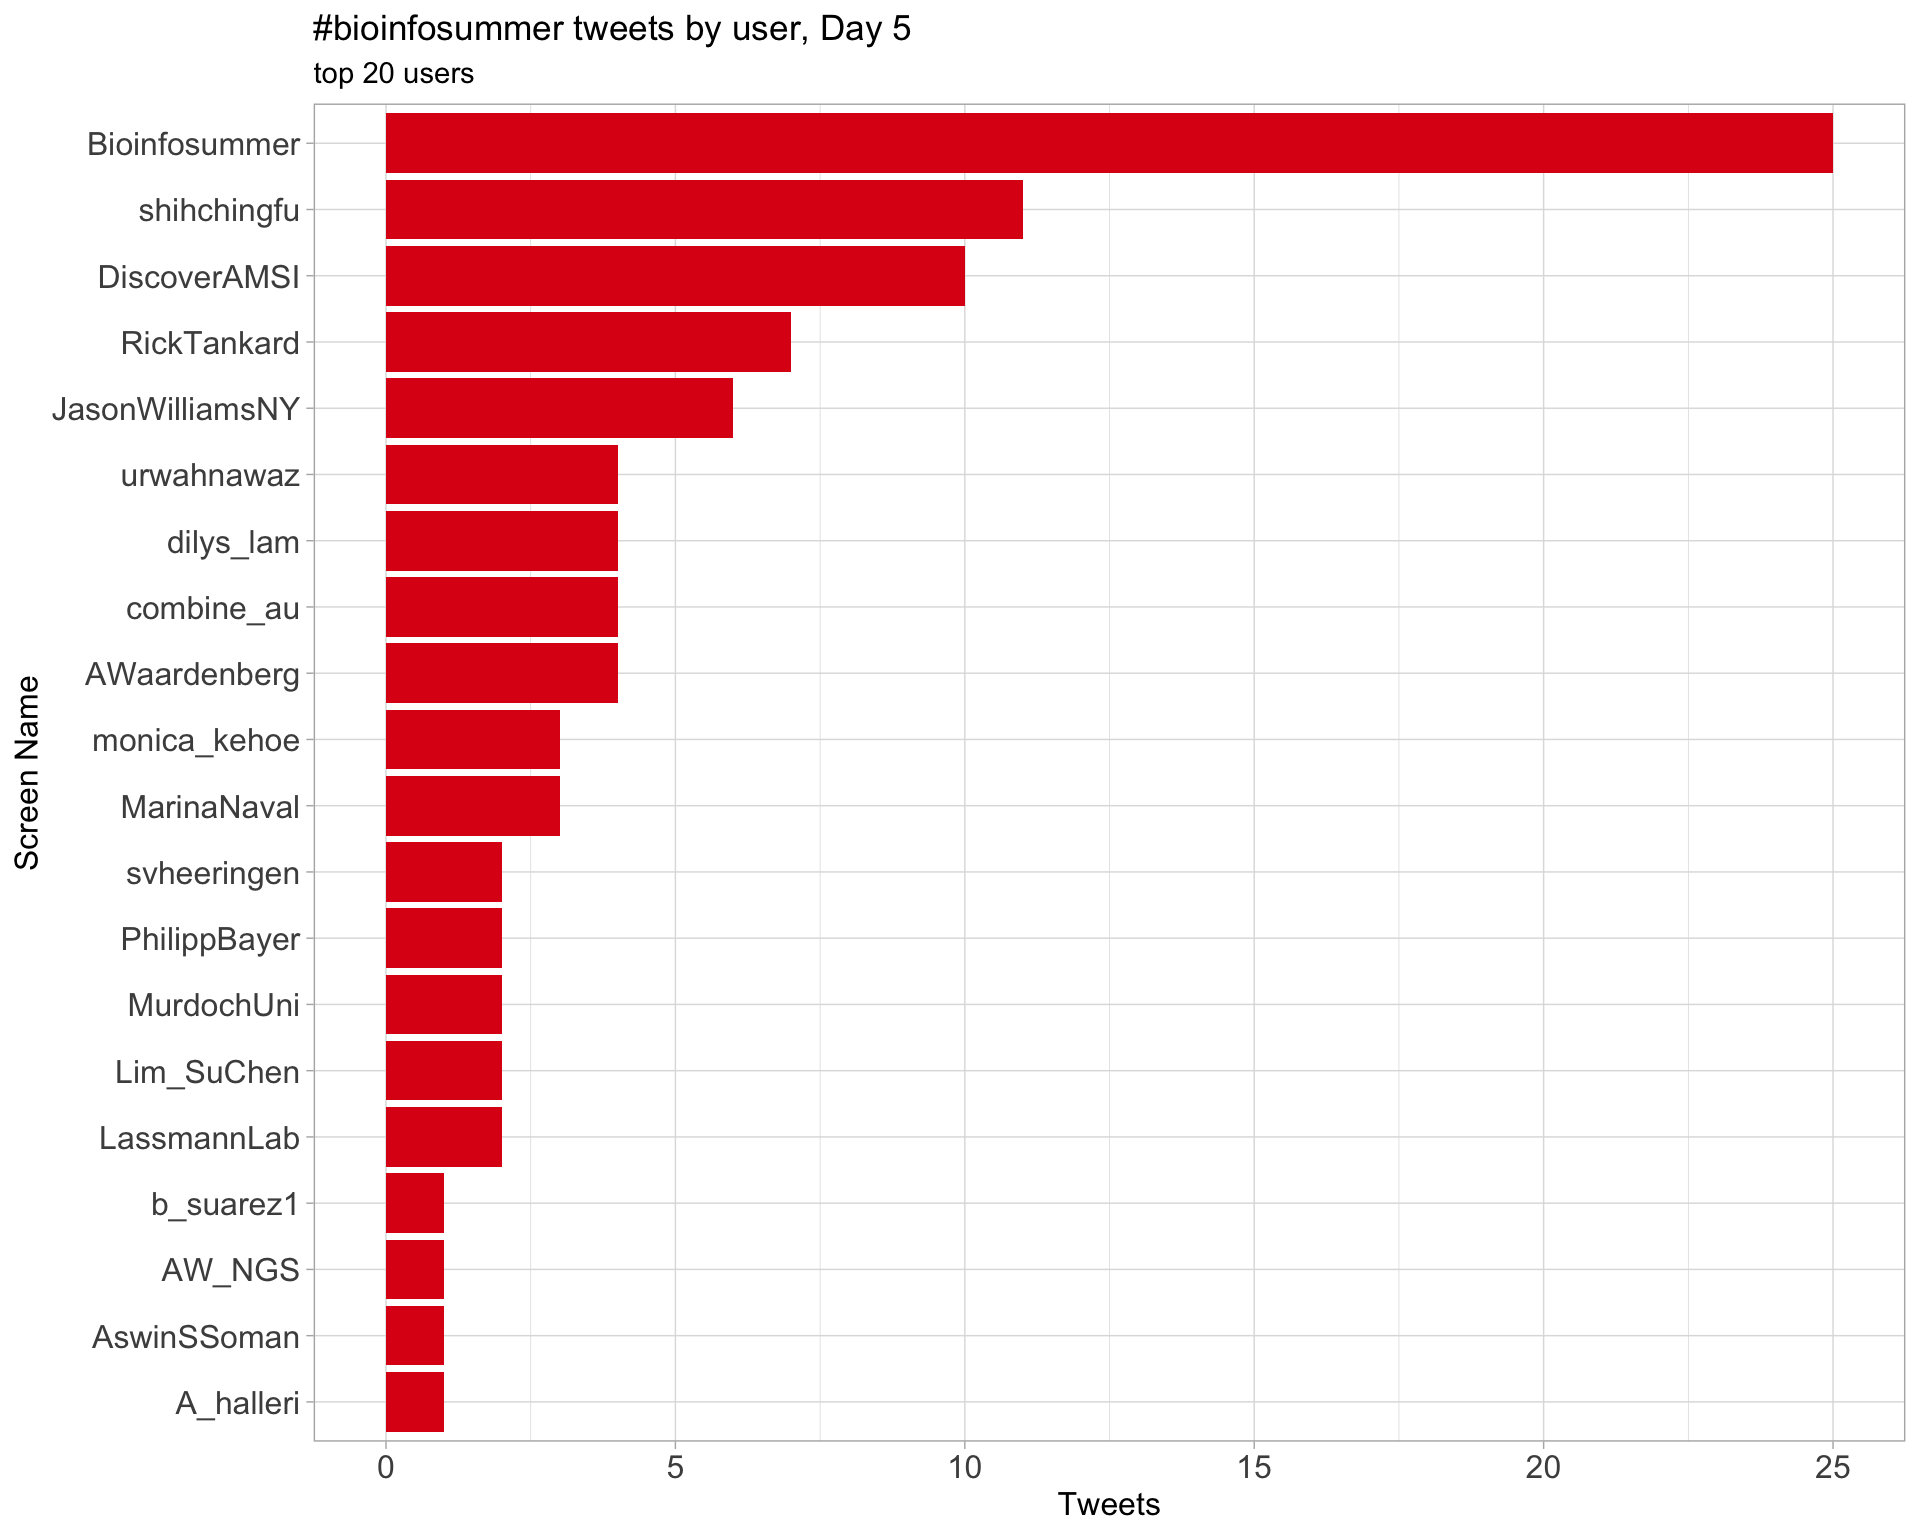 #bioinfosummer tweets by user, Day 5
top 20 users
Screen Name
Bioinfosummer
shihchingfu
DiscoverAMSI
RickTankard
JasonWilliamsNY
urwahnawaz
dilys_lam
combine_au
AWaardenberg
monica_kehoe
MarinaNaval
svheeringen
PhilippBayer
MurdochUni
Lim_SuChen
LassmannLab
b_suarez1
AW_NGS
AswinSSoman
A_halleri
0 5 10 15 20 25
Tweets